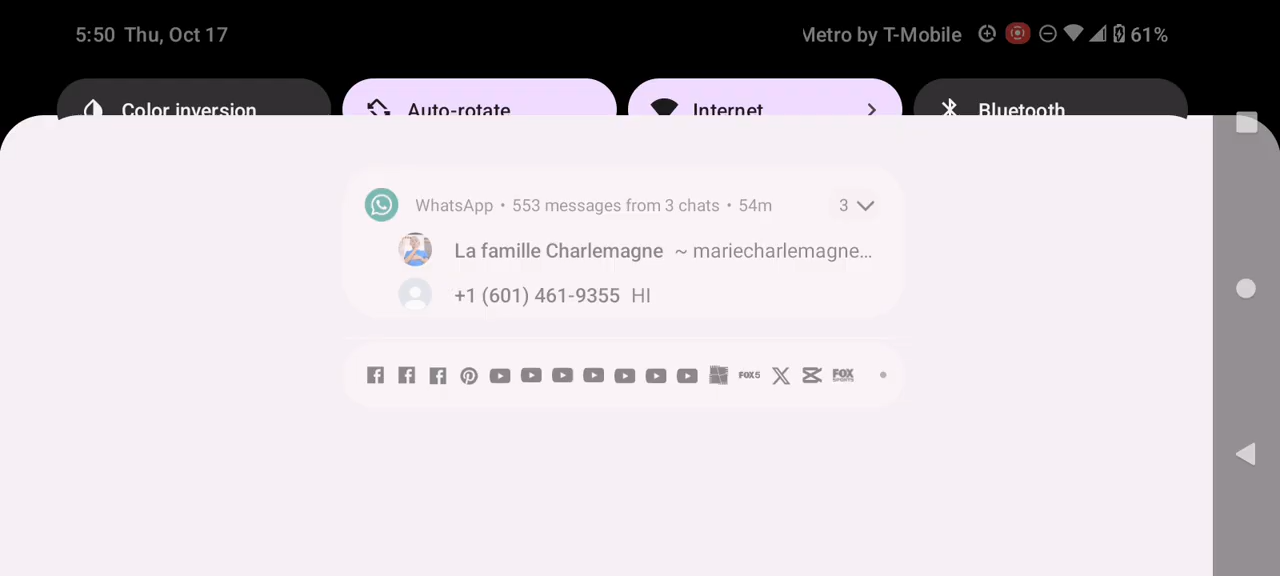 5:50 Thu, Oct 17
Metro by T-Mobile 61%
Color inversion
Auto-rotate
Internet
Bluetooth
WhatsApp • 553 messages from 3 chats • 54m 3
La famille Charlemagne ~ mariecharlemagne...
+1 (601) 461-9355 HI
FOX5 FOX SPORTS